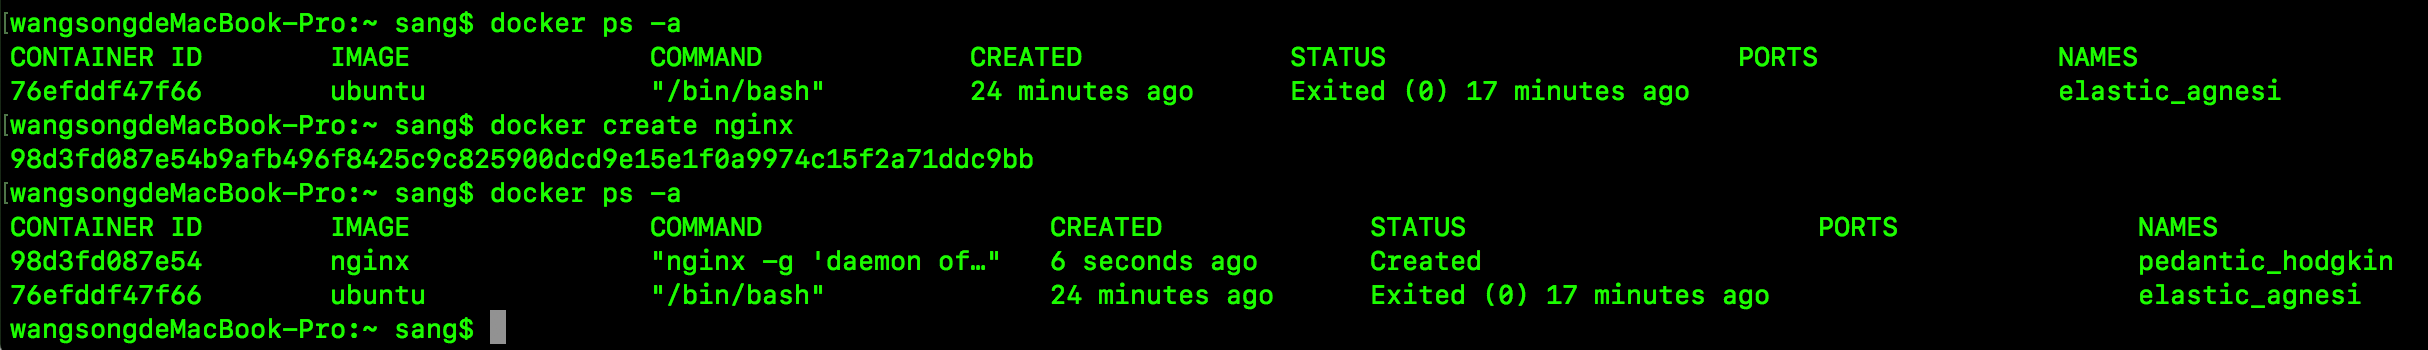 [wangsongdeMacBook-Pro:~ sang$ docker ps -a
CONTAINER ID        IMAGE               COMMAND             CREATED             STATUS                      PORTS               NAMES
76efddf47f66        ubuntu              "/bin/bash"         24 minutes ago      Exited (0) 17 minutes ago                       elastic_agnesi
[wangsongdeMacBook-Pro:~ sang$ docker create nginx
98d3fd087e54b9afb496f8425c9c825900dcd9e15e1f0a9974c15f2a71ddc9bb
[wangsongdeMacBook-Pro:~ sang$ docker ps -a
CONTAINER ID        IMAGE               COMMAND                  CREATED             STATUS                      PORTS               NAMES
98d3fd087e54        nginx               "nginx -g 'daemon of…"   6 seconds ago       Created                                         pedantic_hodgkin
76efddf47f66        ubuntu              "/bin/bash"              24 minutes ago      Exited (0) 17 minutes ago                       elastic_agnesi
wangsongdeMacBook-Pro:~ sang$